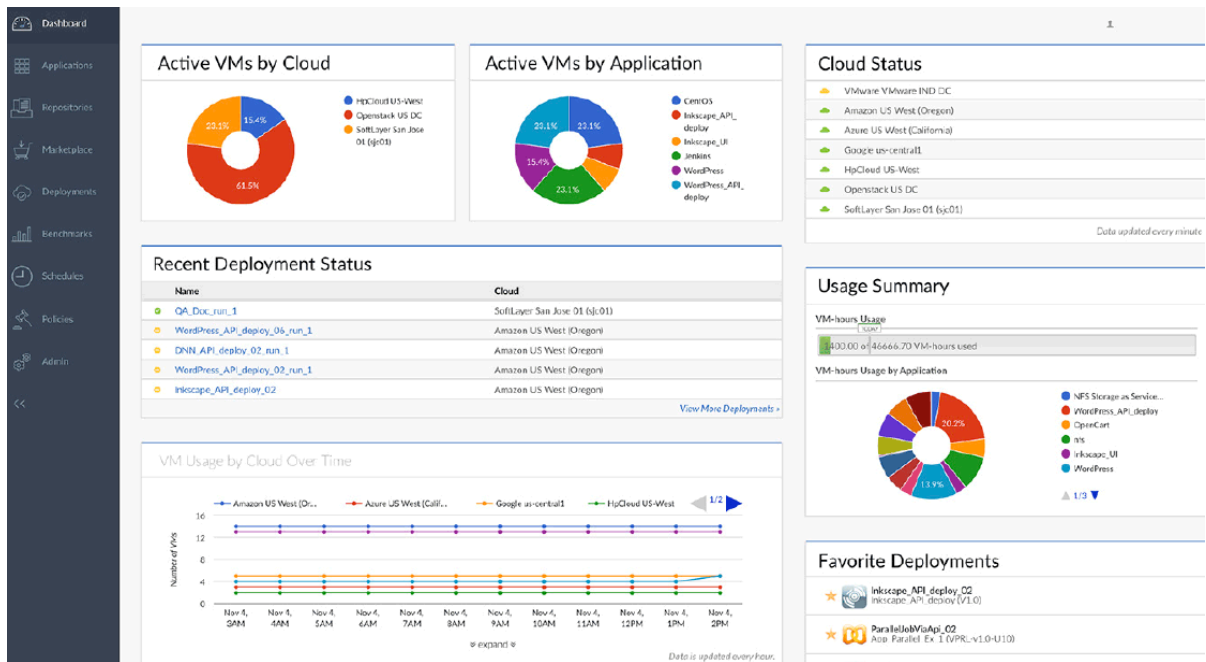 Dashboard
Applications
Repositories
Marketplace
Deployments
Benchmarks
Schedules
Policies
Admin
<<
Active VMs by Cloud
23.1%
15.4%
61.5%
HpCloud US-West
Openstack US DC
SoftLayer San Jose
01 (sjc01)
Active VMs by Application
23.1%
23.1%
15.4%
23.1%
CentOS
Inkscape_API_
deploy
Inkscape_UI
Jenkins
WordPress
WordPress_API_
deploy
Cloud Status
VMware VMware IND DC
Amazon US West (Oregon)
Azure US West (California)
Google us-central1
HpCloud US-West
Openstack US DC
SoftLayer San Jose 01 (sjc01)
Data updated every minute
Recent Deployment Status
Name Cloud
QA_Doc_run_1 SoftLayer San Jose 01 (sjc01)
WordPress_API_deploy_06_run_1 Amazon US West (Oregon)
DNN_API_deploy_02_run_1 Amazon US West (Oregon)
WordPress_API_deploy_02_run_1 Amazon US West (Oregon)
Inkscape_API_deploy_02 Amazon US West (Oregon)
View More Deployments »
Usage Summary
VM-hours Usage
TODAY
1400.00 of 46666.70 VM-hours used
VM-hours Usage by Application
20.2%
13.9%
NFS Storage as Service...
WordPress_API_deploy
OpenCart
nfs
Inkscape_UI
WordPress
1/3
VM Usage by Cloud Over Time
Amazon US West (Or... Azure US West (Calif... Google us-central1 HpCloud US-West 1/2
Number of VMs
16
12
8
4
0
Nov 4, Nov 4, Nov 4, Nov 4, Nov 4, Nov 4, Nov 4, Nov 4, Nov 4, Nov 4, Nov 4, Nov 4,
3AM 4AM 5AM 6AM 7AM 8AM 9AM 10AM 11AM 12PM 1PM 2PM
expand
Data is updated every hour.
Favorite Deployments
Inkscape_API_deploy_02
Inkscape_API_deploy (V1.0)
ParallelJobViaApi_02
App_Parallel_Ex_1 (VPRL-v1.0-U10)